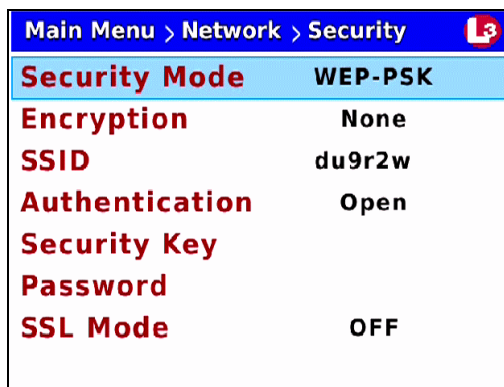 Main Menu > Network > Security L3
Security Mode WEP-PSK
Encryption None
SSID du9r2w
Authentication Open
Security Key
Password
SSL Mode OFF